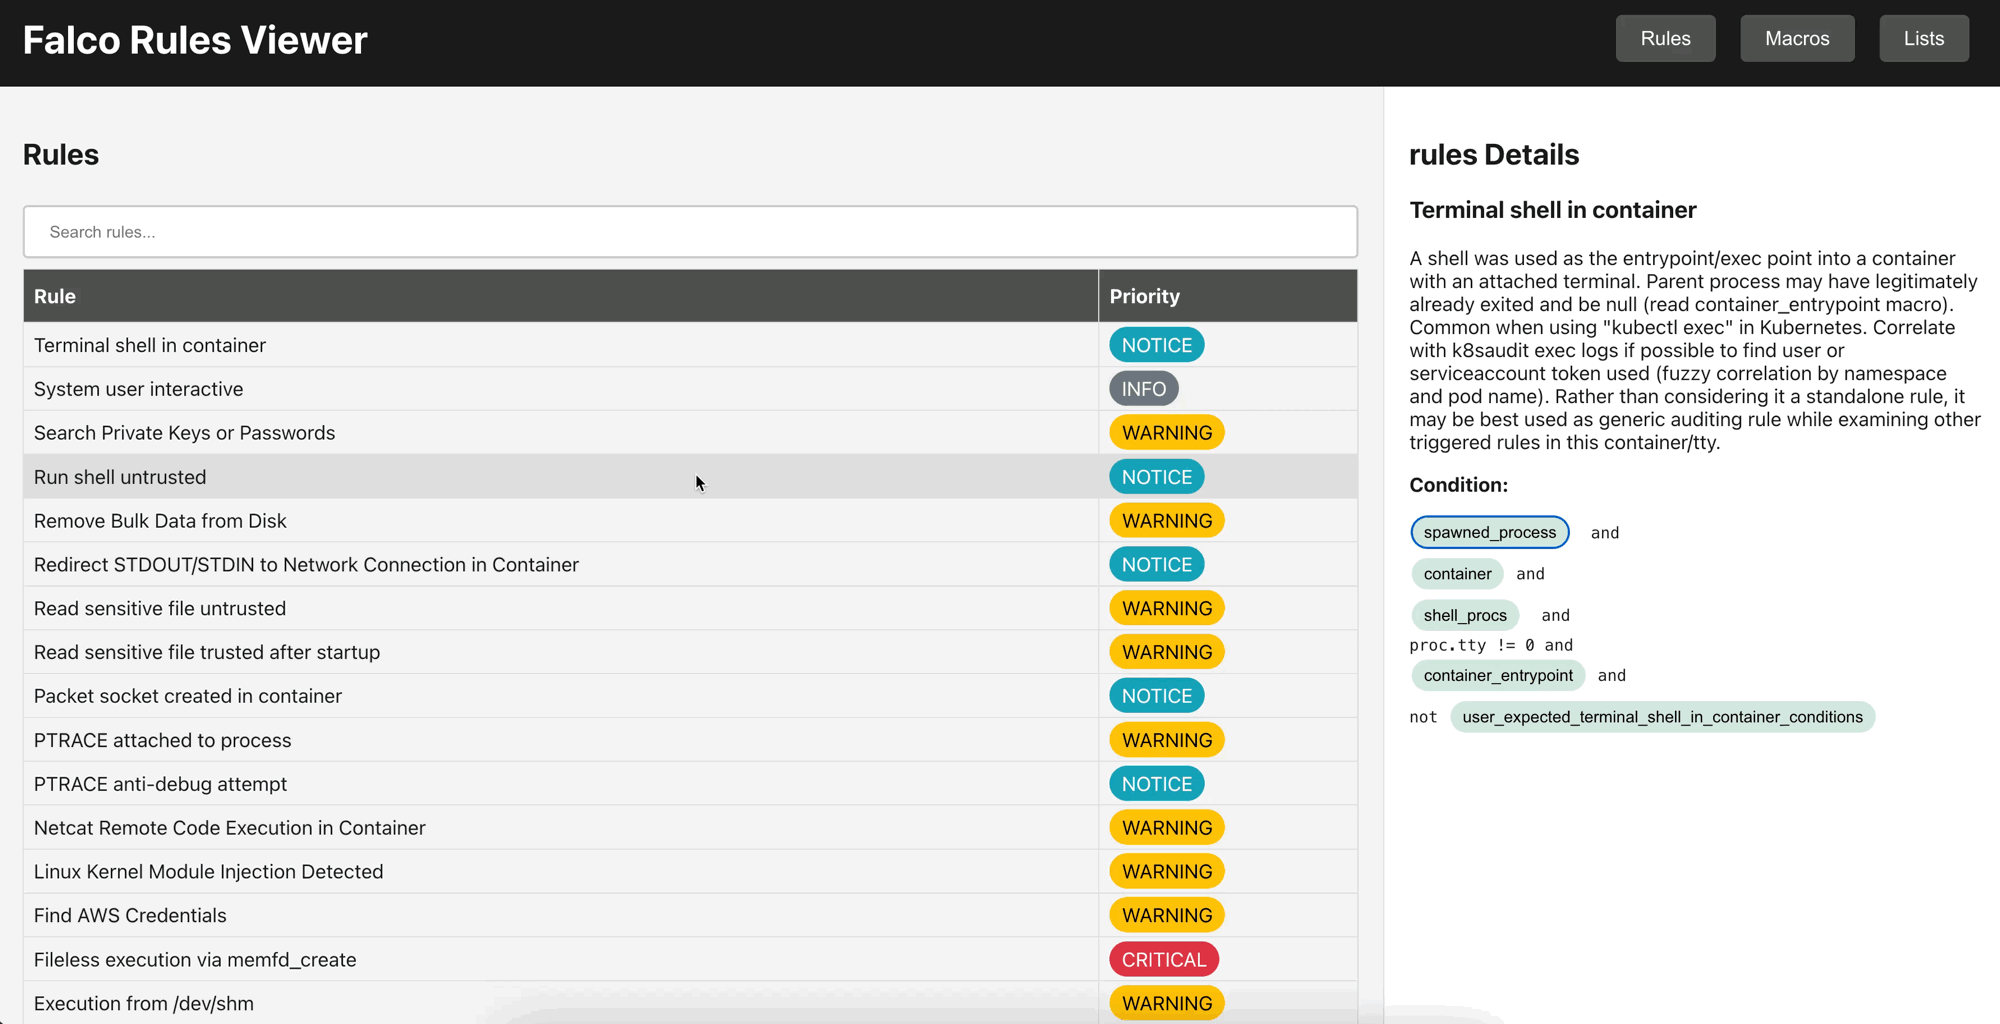 Falco Rules Viewer
Rules Macros Lists
Rules
Search rules...
Rule Priority
Terminal shell in container NOTICE
System user interactive INFO
Search Private Keys or Passwords WARNING
Run shell untrusted NOTICE
Remove Bulk Data from Disk WARNING
Redirect STDOUT/STDIN to Network Connection in Container NOTICE
Read sensitive file untrusted WARNING
Read sensitive file trusted after startup WARNING
Packet socket created in container NOTICE
PTRACE attached to process WARNING
PTRACE anti-debug attempt NOTICE
Netcat Remote Code Execution in Container WARNING
Linux Kernel Module Injection Detected WARNING
Find AWS Credentials WARNING
Fileless execution via memfd_create CRITICAL
Execution from /dev/shm WARNING
rules Details
Terminal shell in container
A shell was used as the entrypoint/exec point into a container
with an attached terminal. Parent process may have legitimately
already exited and be null (read container_entrypoint macro).
Common when using "kubectl exec" in Kubernetes. Correlate
with k8saudit exec logs if possible to find user or
serviceaccount token used (fuzzy correlation by namespace
and pod name). Rather than considering it a standalone rule, it
may be best used as generic auditing rule while examining other
triggered rules in this container/tty.
Condition:
spawned_process and
container and
shell_procs and
proc.tty != 0 and
container_entrypoint and
not user_expected_terminal_shell_in_container_conditions